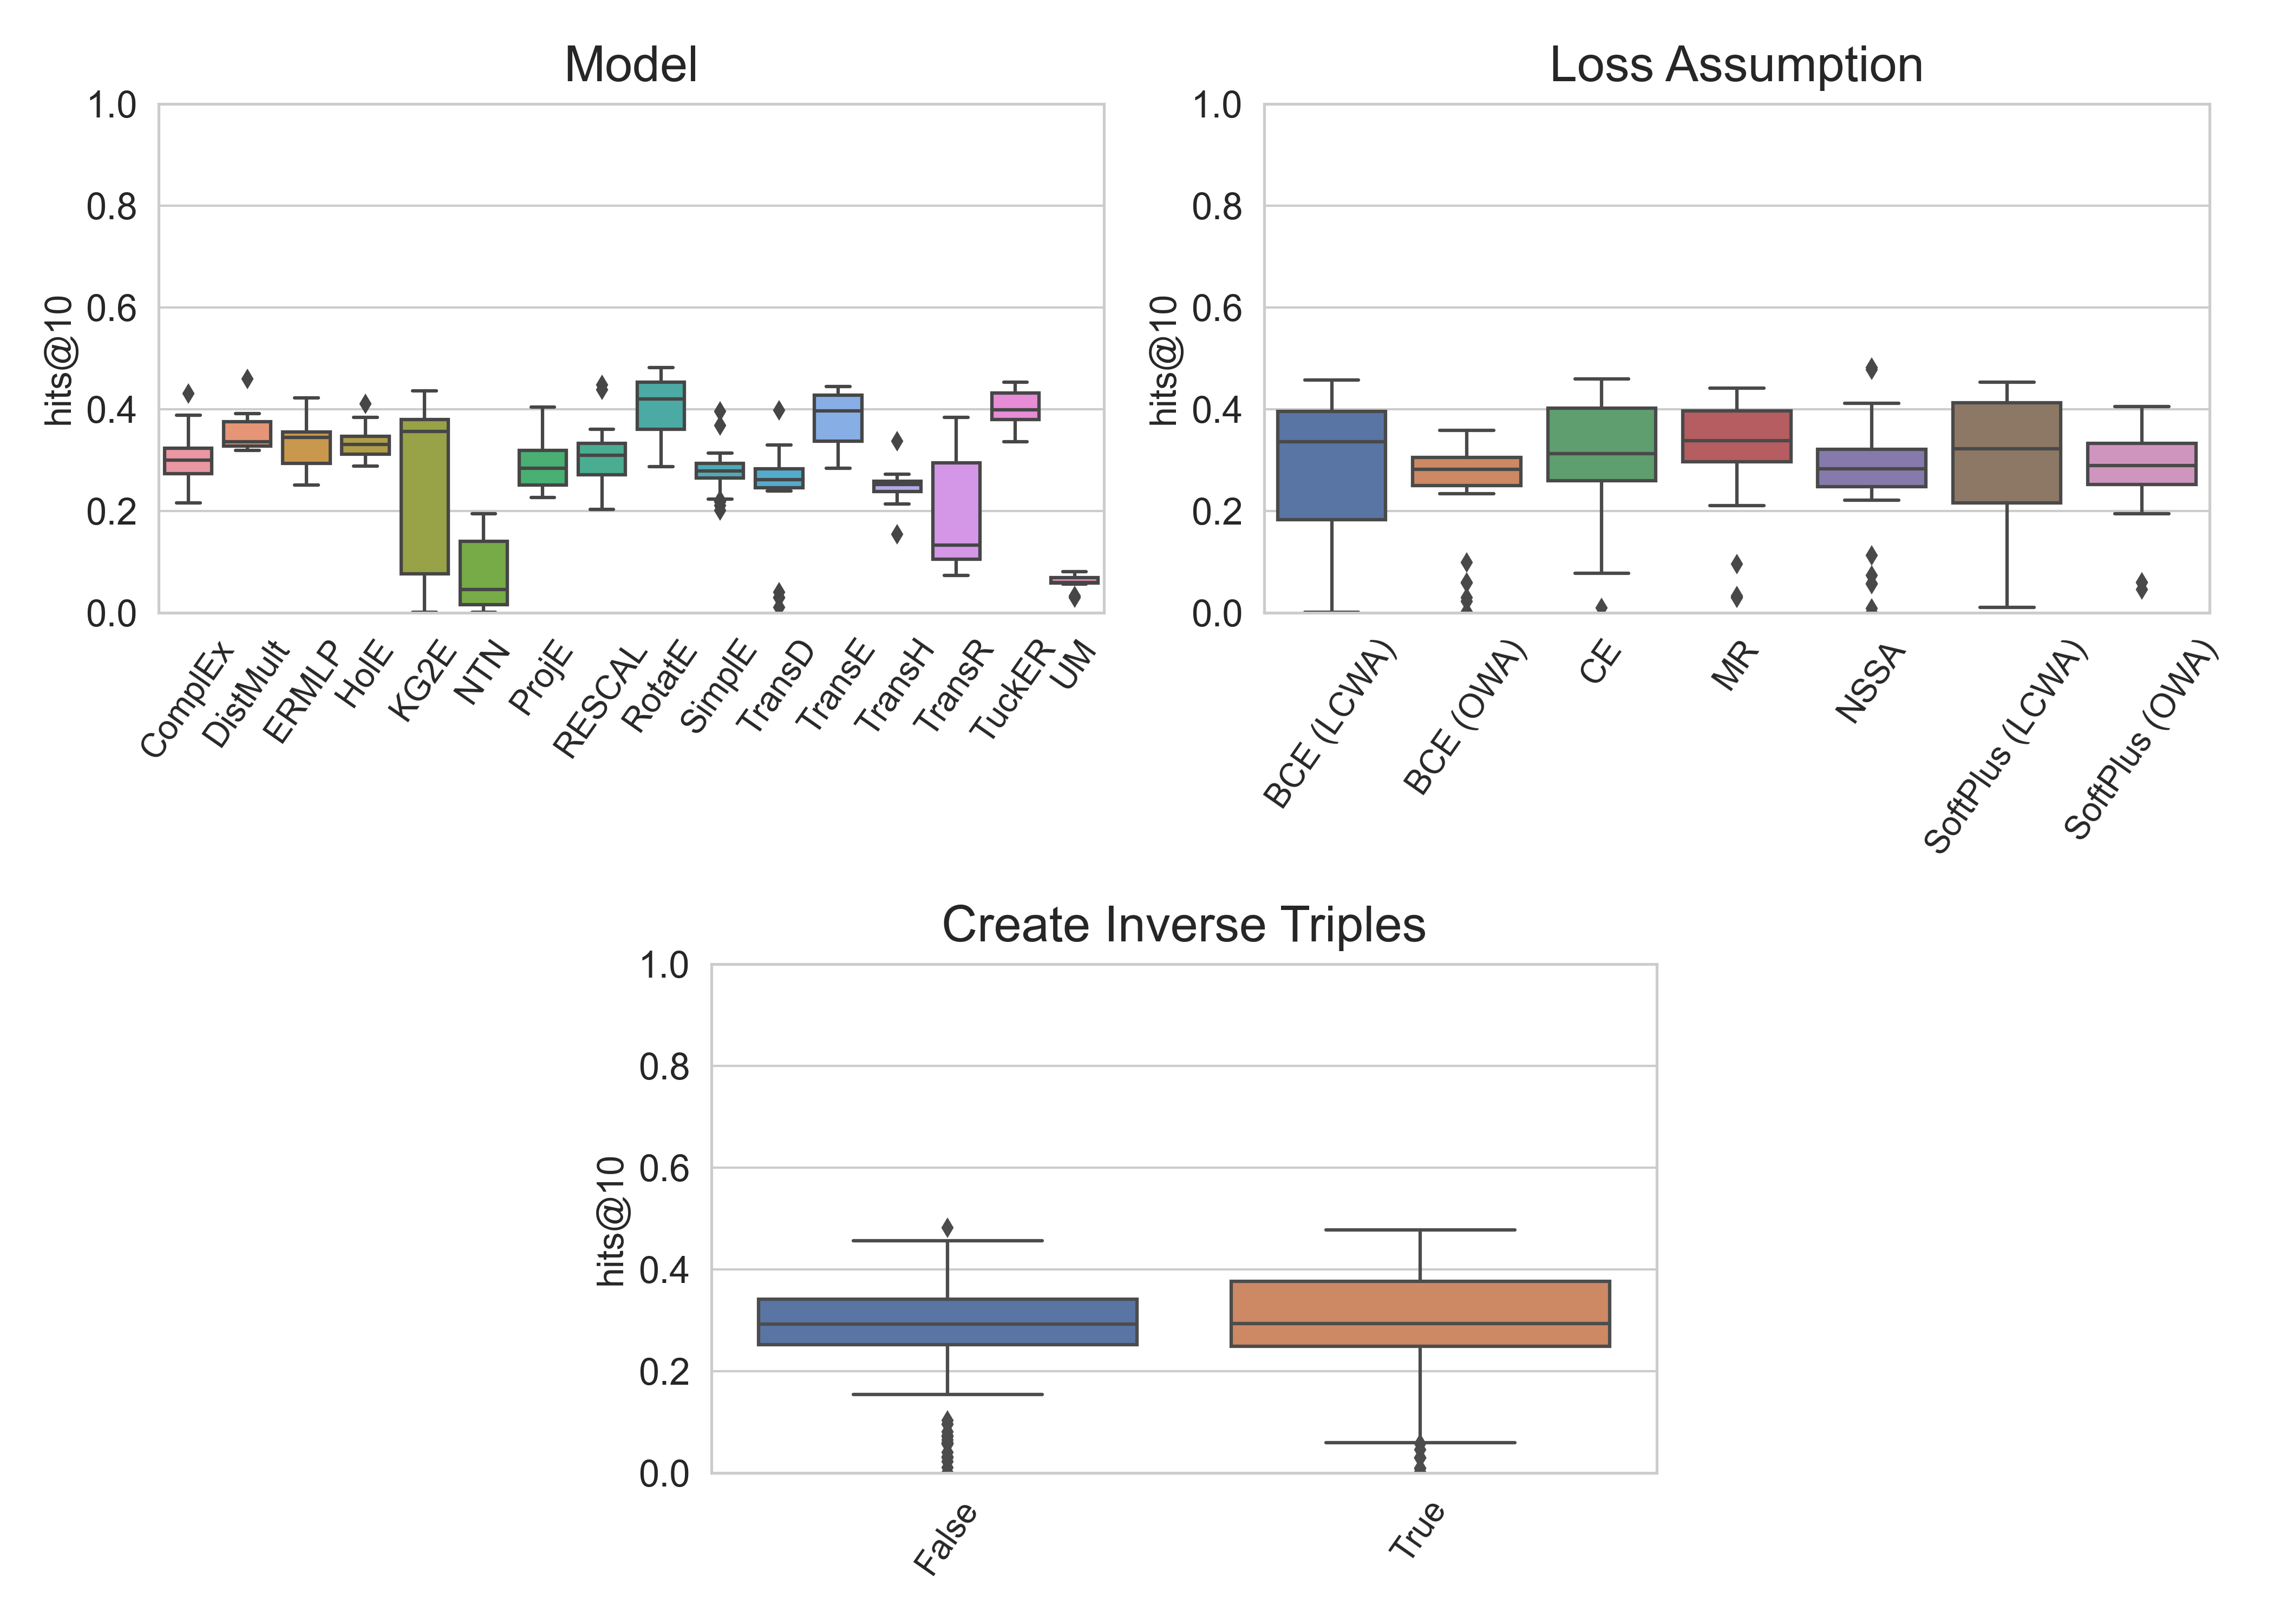 Model
1.0
0.8
0.6
0.4
0.2
0.0
hits@10
ComplEx
DistMult
ERMLP
HolE
KG2E
NTN
ProjE
RESCAL
RotatE
SimplE
TransD
TransE
TransH
TransR
TuckER
UM
Loss Assumption
1.0
0.8
0.6
0.4
0.2
0.0
hits@10
BCE (LCWA)
BCE (OWA)
CE
MR
NSSA
SoftPlus (LCWA)
SoftPlus (OWA)
Create Inverse Triples
1.0
0.8
0.6
0.4
0.2
0.0
hits@10
False
True